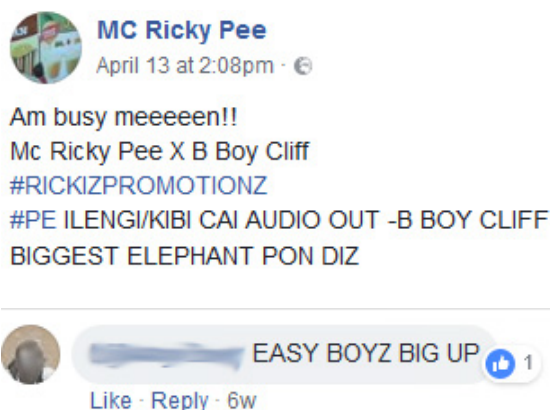 MC Ricky Pee
April 13 at 2:08pm ·
Am busy meeeeen!!
Mc Ricky Pee X B Boy Cliff
#RICKIZPROMOTIONZ
#PE ILENGI/KIBI CAI AUDIO OUT -B BOY CLIFF
BIGGEST ELEPHANT PON DIZ
EASY BOYZ BIG UP
1
Like · Reply · 6w